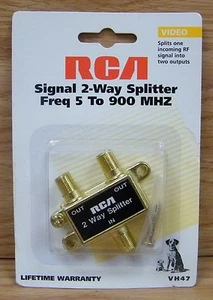 VIDEO
Splits one
incoming RF
signal into
two outputs
RCA
Signal 2-Way Splitter
Freq 5 To 900 MHZ
OUT
OUT
RCA
2 Way Splitter
IN
LIFETIME WARRANTY
VH47